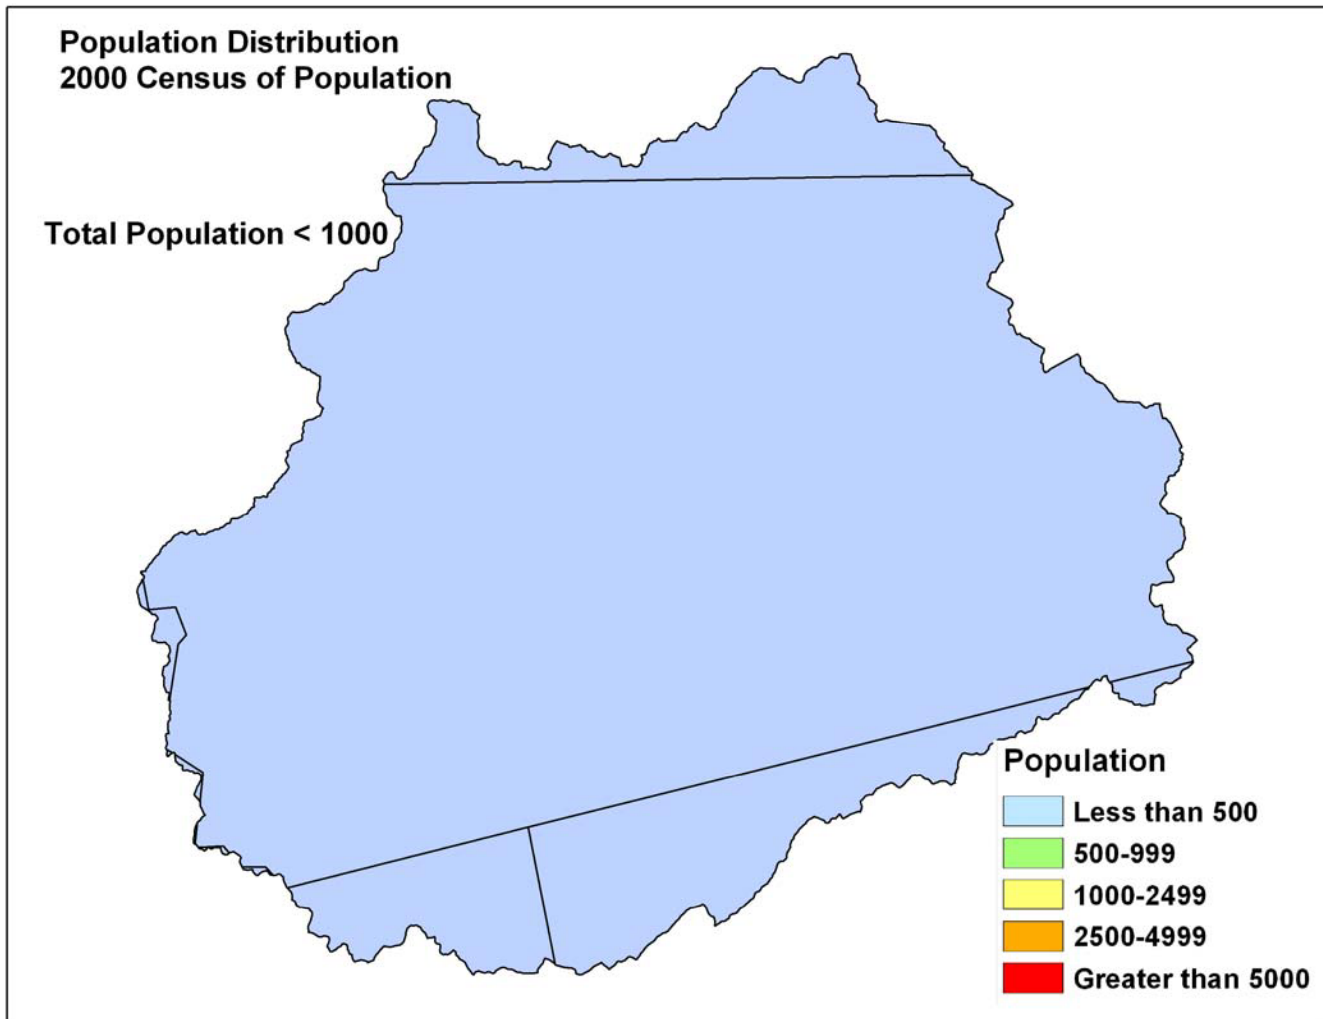 Population Distribution
2000 Census of Population
Total Population < 1000
Population
Less than 500
500-999
1000-2499
2500-4999
Greater than 5000